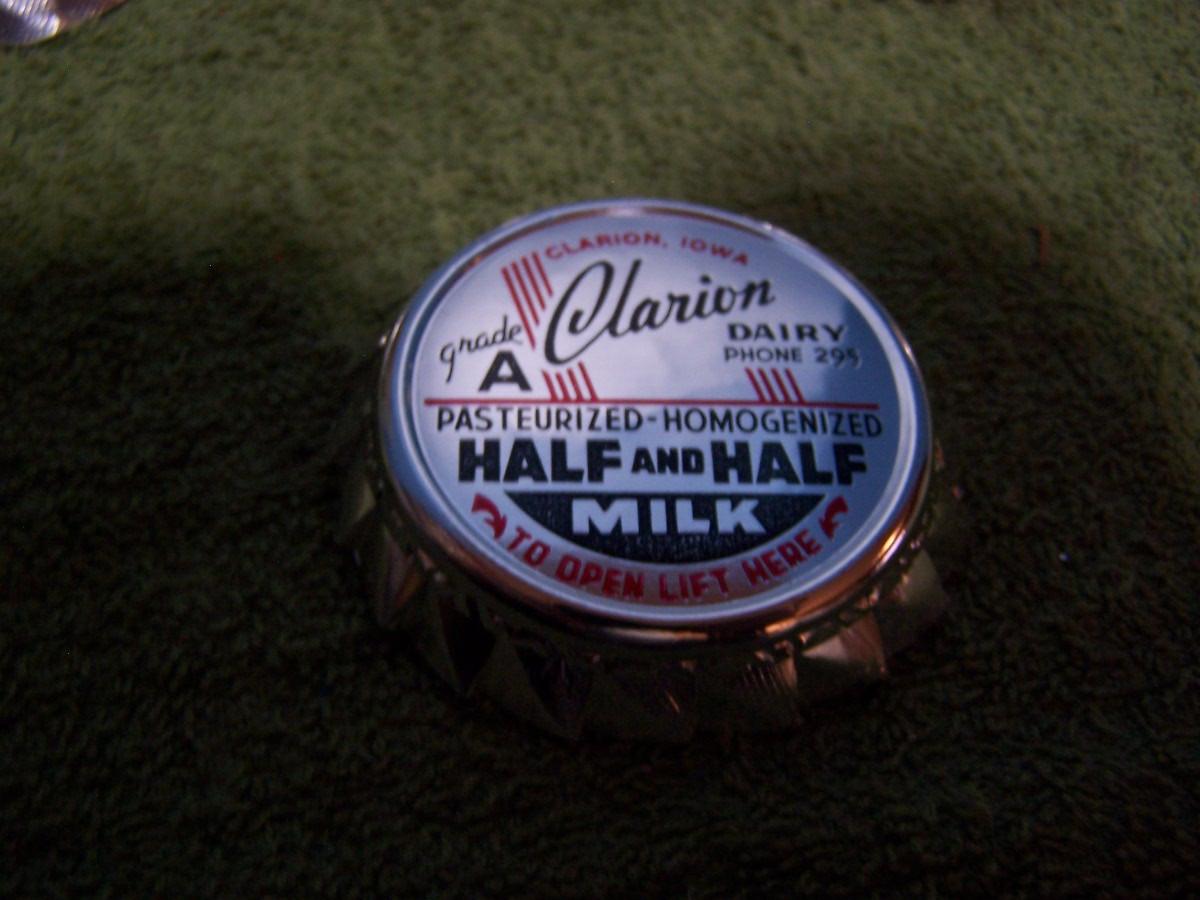 CLARION, IOWA
Clarion
grade
A
DAIRY
PHONE 295
PASTEURIZED-HOMOGENIZED
HALF AND HALF
MILK
TO OPEN LIFT HERE